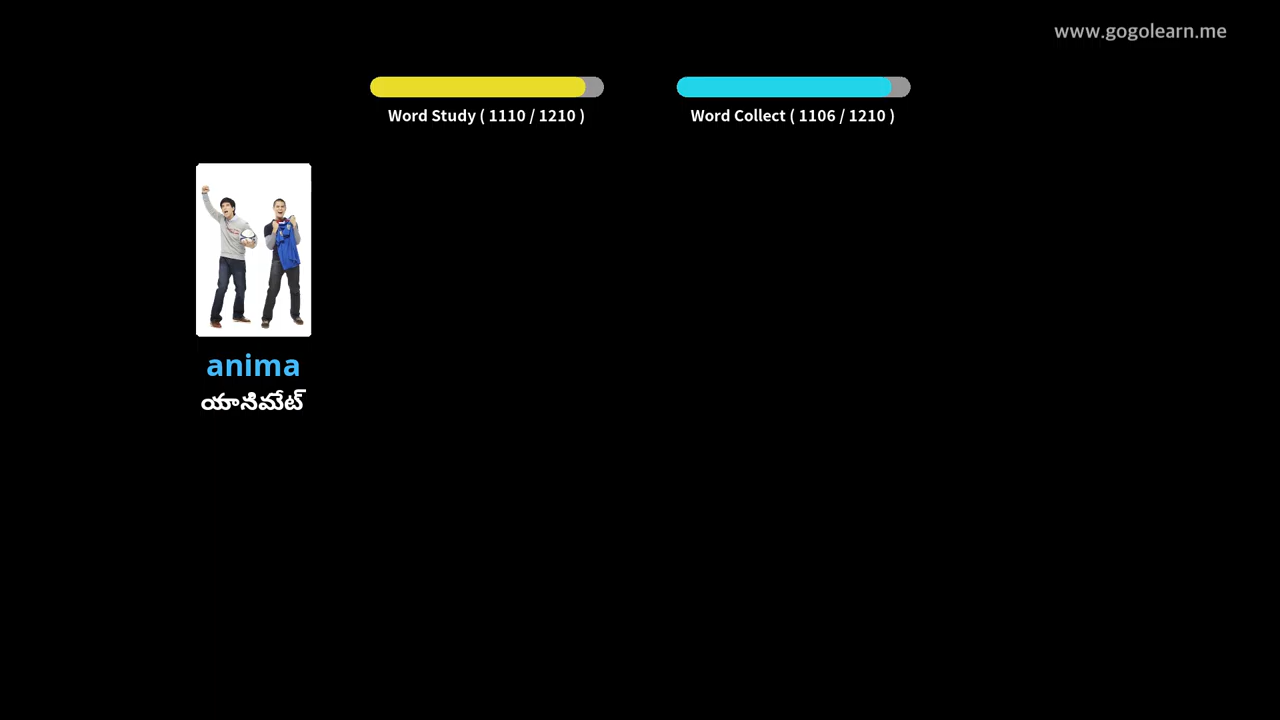 www.gogolearn.me
Word Study ( 1110 / 1210 )
Word Collect ( 1106 / 1210 )
anima
యానిమేట్